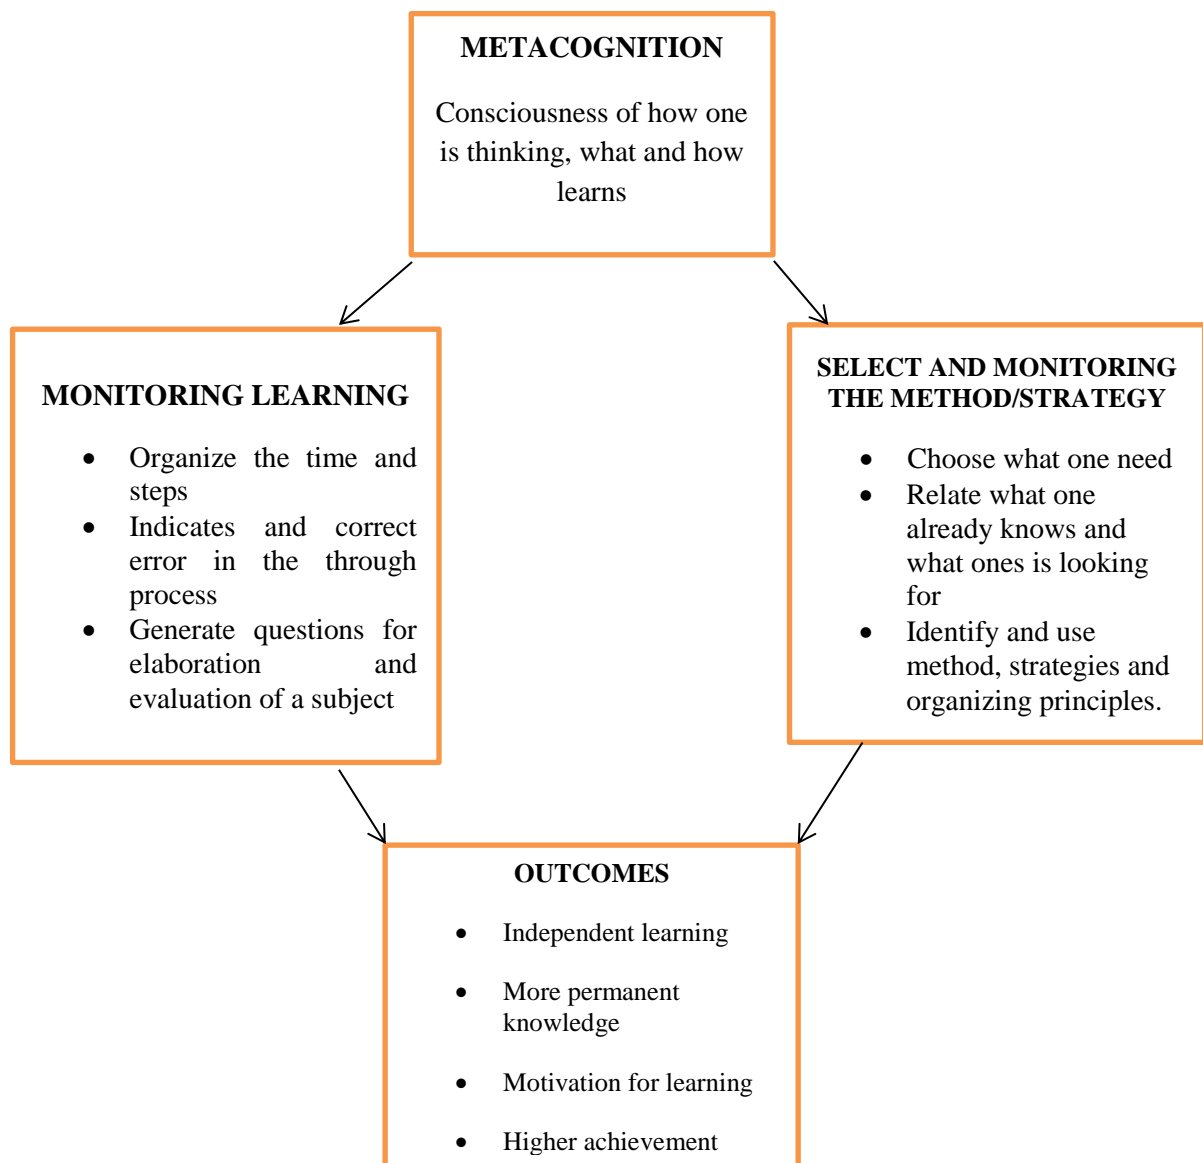 METACOGNITION
Consciousness of how one
is thinking, what and how
learns
MONITORING LEARNING
• Organize the time and
steps
• Indicates and correct
error in the through
process
• Generate questions for
elaboration and
evaluation of a subject
SELECT AND MONITORING
THE METHOD/STRATEGY
• Choose what one need
• Relate what one
already knows and
what ones is looking
for
• Identify and use
method, strategies and
organizing principles.
OUTCOMES
• Independent learning
• More permanent
knowledge
• Motivation for learning
• Higher achievement